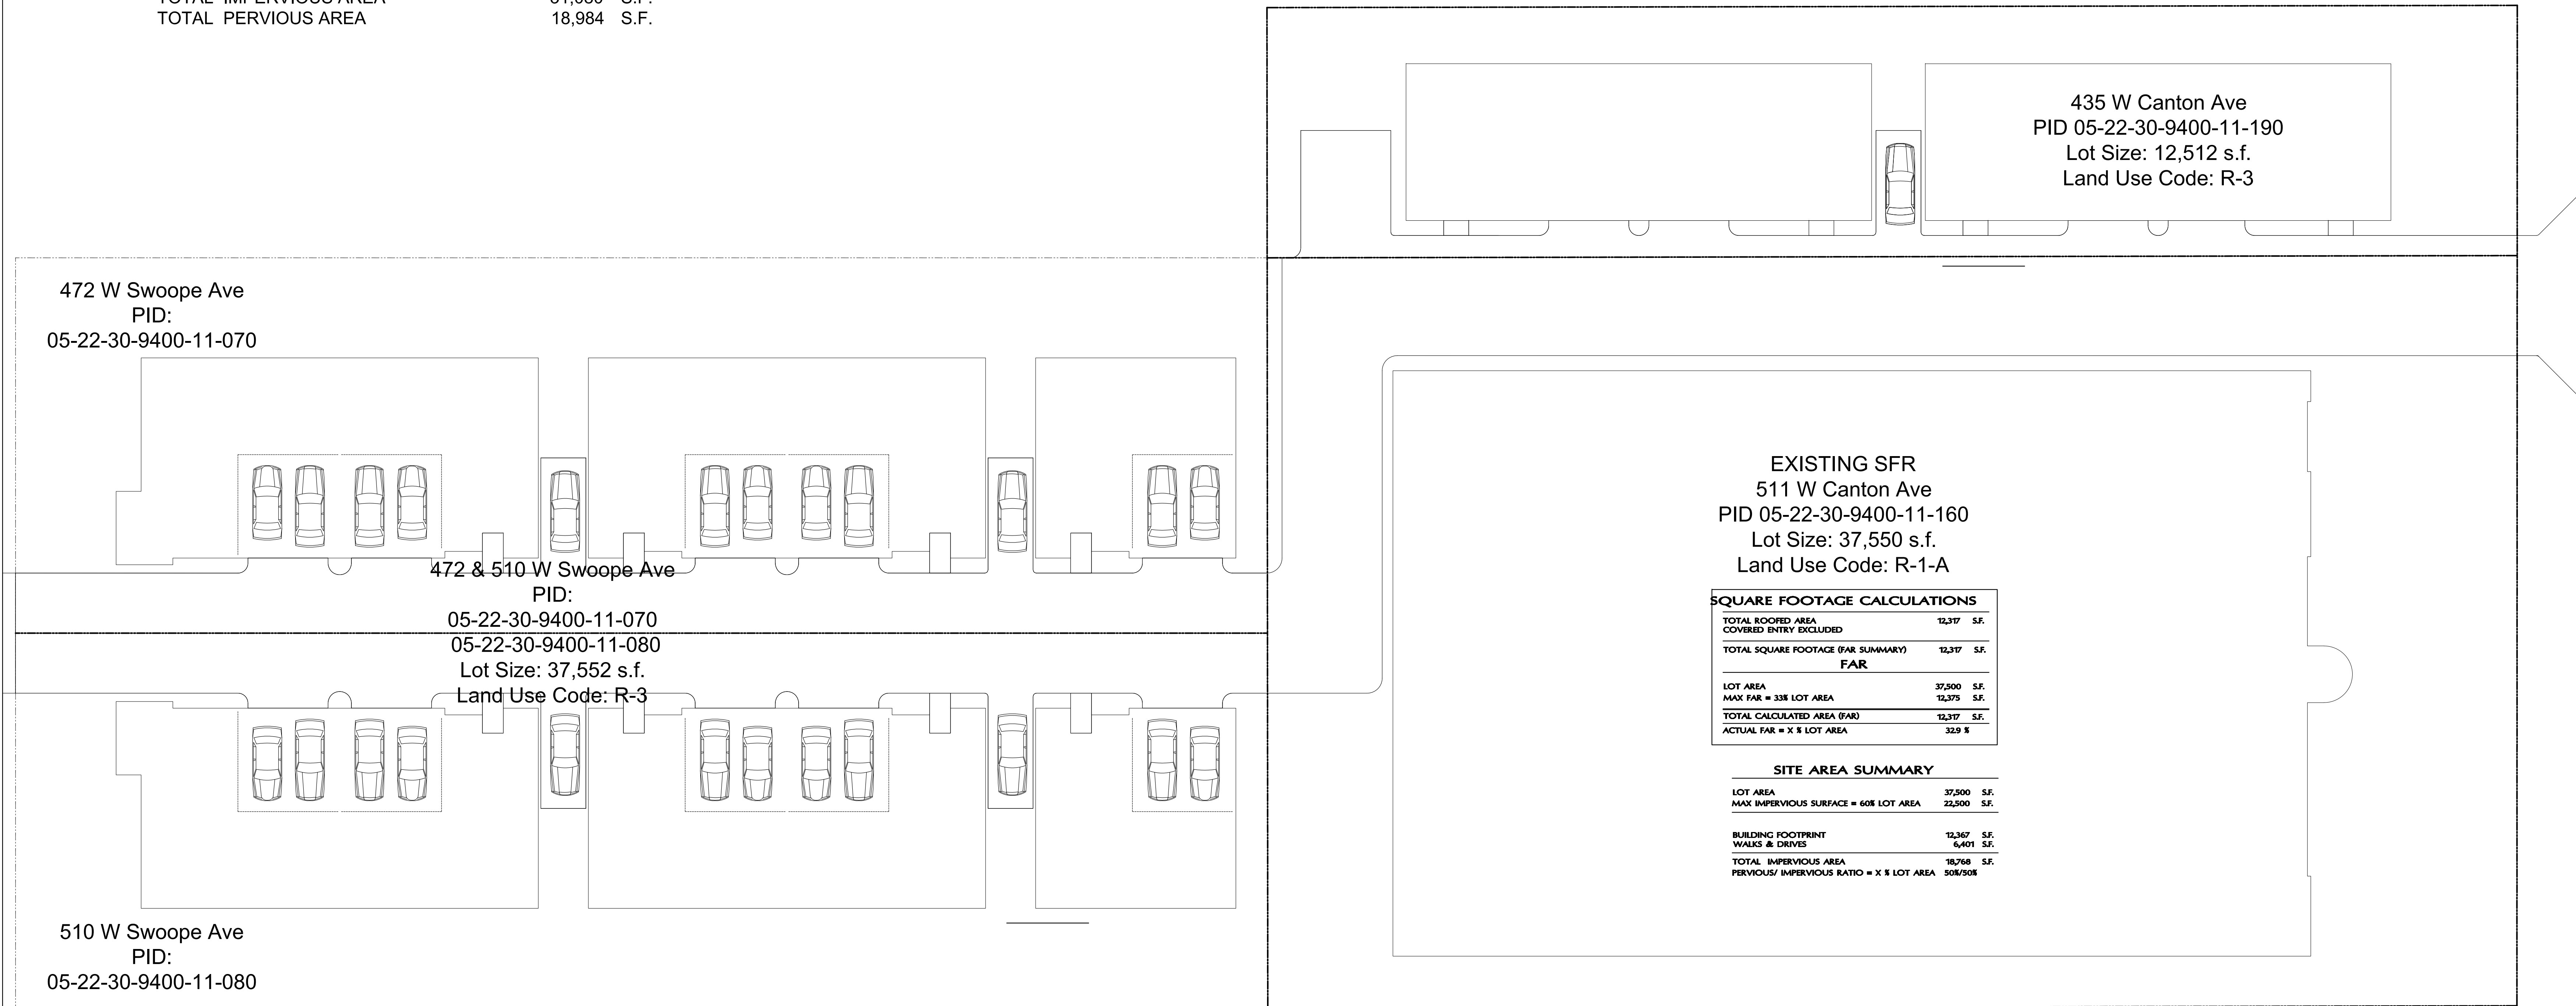 TOTAL IMPERVIOUS AREA S.F.
TOTAL PERVIOUS AREA 18,984 S.F.
435 W Canton Ave
PID 05-22-30-9400-11-190
Lot Size: 12,512 s.f.
Land Use Code: R-3
472 W Swoope Ave
PID:
05-22-30-9400-11-070
472 & 510 W Swoope Ave
PID:
05-22-30-9400-11-070
05-22-30-9400-11-080
Lot Size: 37,552 s.f.
Land Use Code: R-3
510 W Swoope Ave
PID:
05-22-30-9400-11-080
EXISTING SFR
511 W Canton Ave
PID 05-22-30-9400-11-160
Lot Size: 37,550 s.f.
Land Use Code: R-1-A
SQUARE FOOTAGE CALCULATIONS
TOTAL ROOFED AREA 12,317 S.F.
COVERED ENTRY EXCLUDED
TOTAL SQUARE FOOTAGE (FAR SUMMARY) 12,317 S.F.
FAR
LOT AREA 37,500 S.F.
MAX FAR = 33% LOT AREA 12,375 S.F.
TOTAL CALCULATED AREA (FAR) 12,317 S.F.
ACTUAL FAR = X % LOT AREA 32.9 %
SITE AREA SUMMARY
LOT AREA 37,500 S.F.
MAX IMPERVIOUS SURFACE = 60% LOT AREA 22,500 S.F.
BUILDING FOOTPRINT 12,367 S.F.
WALKS & DRIVES 6,401 S.F.
TOTAL IMPERVIOUS AREA 18,768 S.F.
PERVIOUS/ IMPERVIOUS RATIO = X % LOT AREA 50%/50%